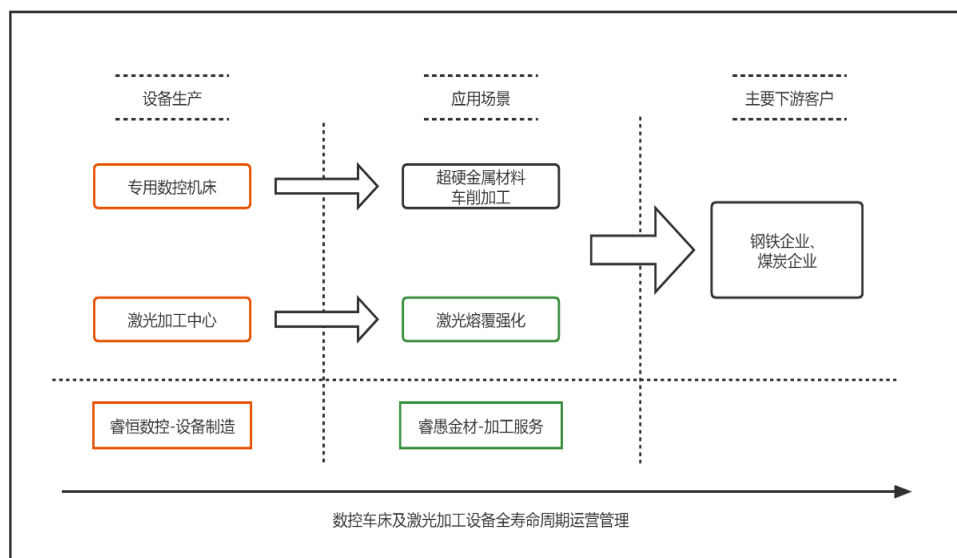 设备生产
应用场景
主要下游客户
专用数控机床
超硬金属材料
车削加工
钢铁企业、
煤炭企业
激光加工中心
激光熔覆强化
睿恒数控-设备制造
睿愚金材-加工服务
数控车床及激光加工设备全寿命周期运营管理